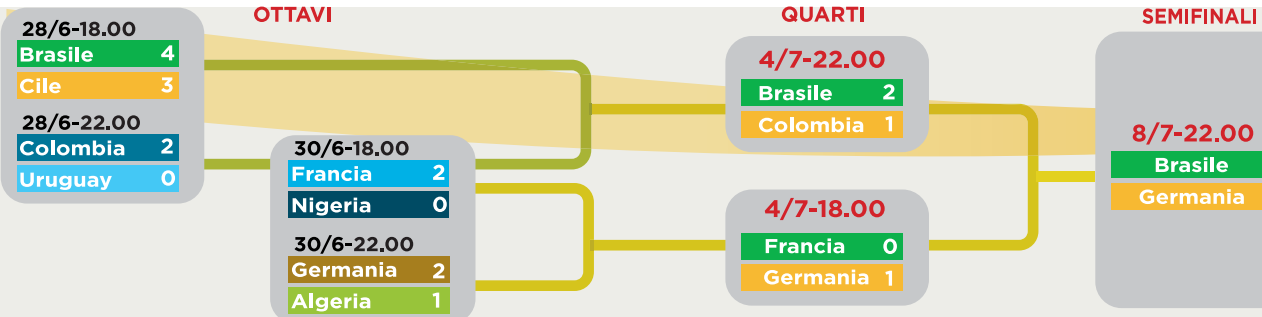 OTTAVI
28/6-18.00
Brasile 4
Cile 3
28/6-22.00
Colombia 2
Uruguay 0
30/6-18.00
Francia 2
Nigeria 0
30/6-22.00
Germania 2
Algeria 1
QUARTI
4/7-22.00
Brasile 2
Colombia 1
4/7-18.00
Francia 0
Germania 1
SEMIFINALI
8/7-22.00
Brasile
Germania